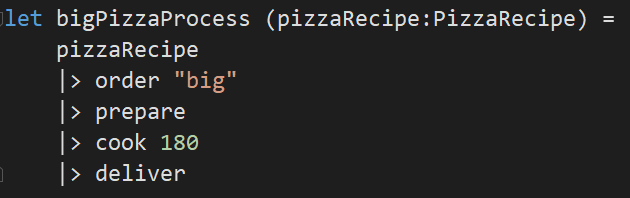 let bigPizzaProcess (pizzaRecipe:PizzaRecipe) =
    pizzaRecipe
    |> order "big"
    |> prepare
    |> cook 180
    |> deliver